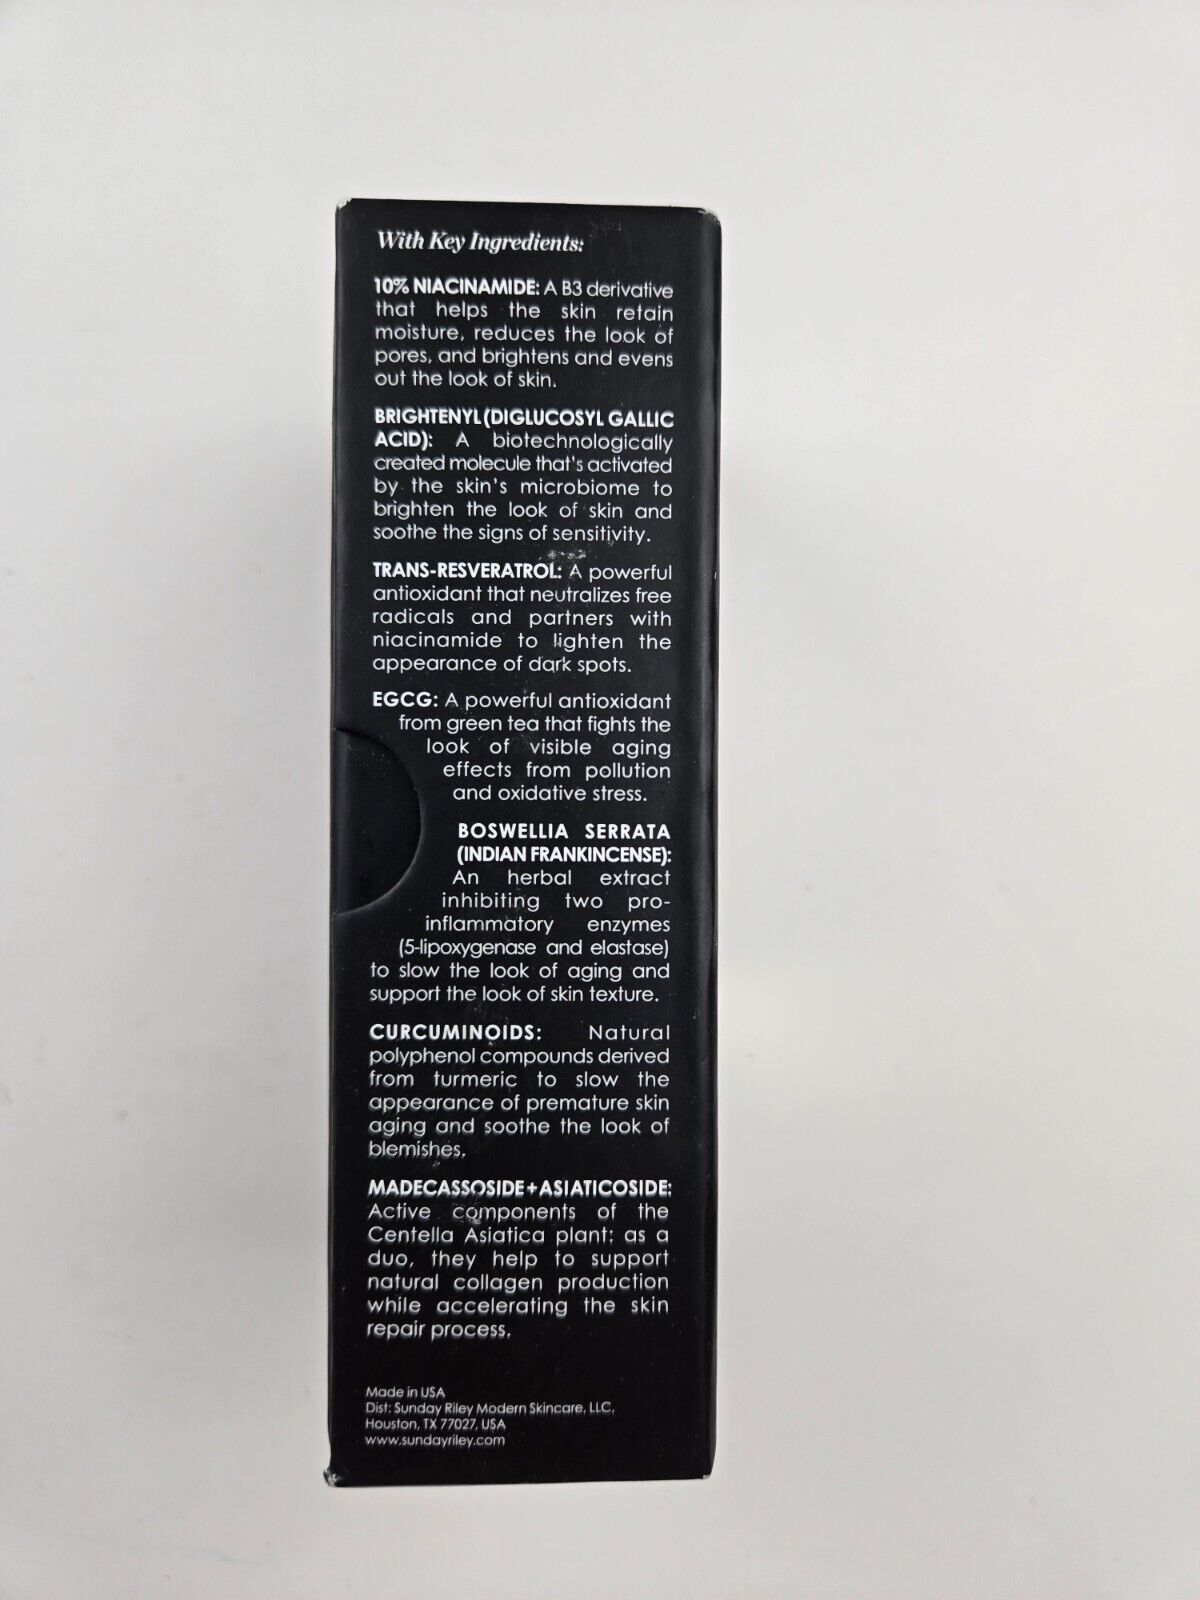 With Key Ingredients:
10% NIACINAMIDE: A B3 derivative
that helps the skin retain
moisture, reduces the look of
pores, and brightens and evens
out the look of skin.
BRIGHTENYL (DIGLUCOSYL GALLIC
ACID): A biotechnologically
created molecule that's activated
by the skin's microbiome to
brighten the look of skin and
soothe the signs of sensitivity.
TRANS-RESVERATROL: A powerful
antioxidant that neutralizes free
radicals and partners with
niacinamide to lighten the
appearance of dark spots.
EGCG: A powerful antioxidant
from green tea that fights the
look of visible aging
effects from pollution
and oxidative stress.
BOSWELLIA SERRATA
(INDIAN FRANKINCENSE):
An herbal extract
inhibiting two pro-
inflammatory enzymes
(5-lipoxygenase and elastase)
to slow the look of aging and
support the look of skin texture.
CURCUMINOIDS: Natural
polyphenol compounds derived
from turmeric to slow the
appearance of premature skin
aging and soothe the look of
blemishes.
MADECASSOSIDE + ASIATICOSIDE:
Active components of the
Centella Asiatica plant; as a
duo, they help to support
natural collagen production
while accelerating the skin
repair process.
Made in USA
Dist: Sunday Riley Modern Skincare, LLC,
Houston, TX 77027, USA
www.sundayriley.com